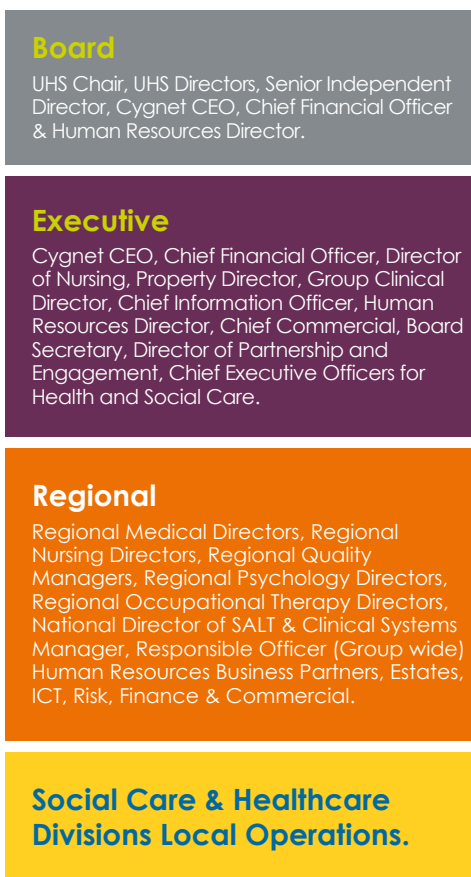 Board
UHS Chair, UHS Directors, Senior Independent
Director, Cygnet CEO, Chief Financial Officer
& Human Resources Director.
Executive
Cygnet CEO, Chief Financial Officer, Director
of Nursing, Property Director, Group Clinical
Director, Chief Information Officer, Human
Resources Director, Chief Commercial, Board
Secretary, Director of Partnership and
Engagement, Chief Executive Officers for
Health and Social Care.
Regional
Regional Medical Directors, Regional
Nursing Directors, Regional Quality
Managers, Regional Psychology Directors,
Regional Occupational Therapy Directors,
National Director of SALT & Clinical Systems
Manager, Responsible Officer (Group wide)
Human Resources Business Partners, Estates,
ICT, Risk, Finance & Commercial.
Social Care & Healthcare
Divisions Local Operations.